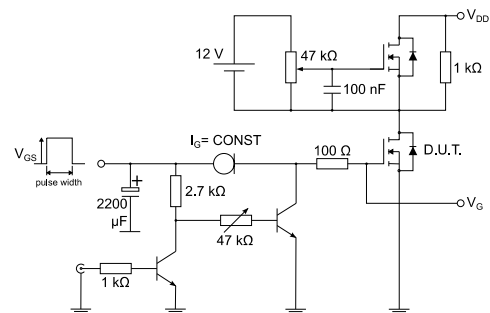 V_DD
12 V
47 kΩ
1 kΩ
100 nF
I_G= CONST
100 Ω
D.U.T.
V_GS
pulse width
+
2200
μF
2.7 kΩ
47 kΩ
V_G
1 kΩ